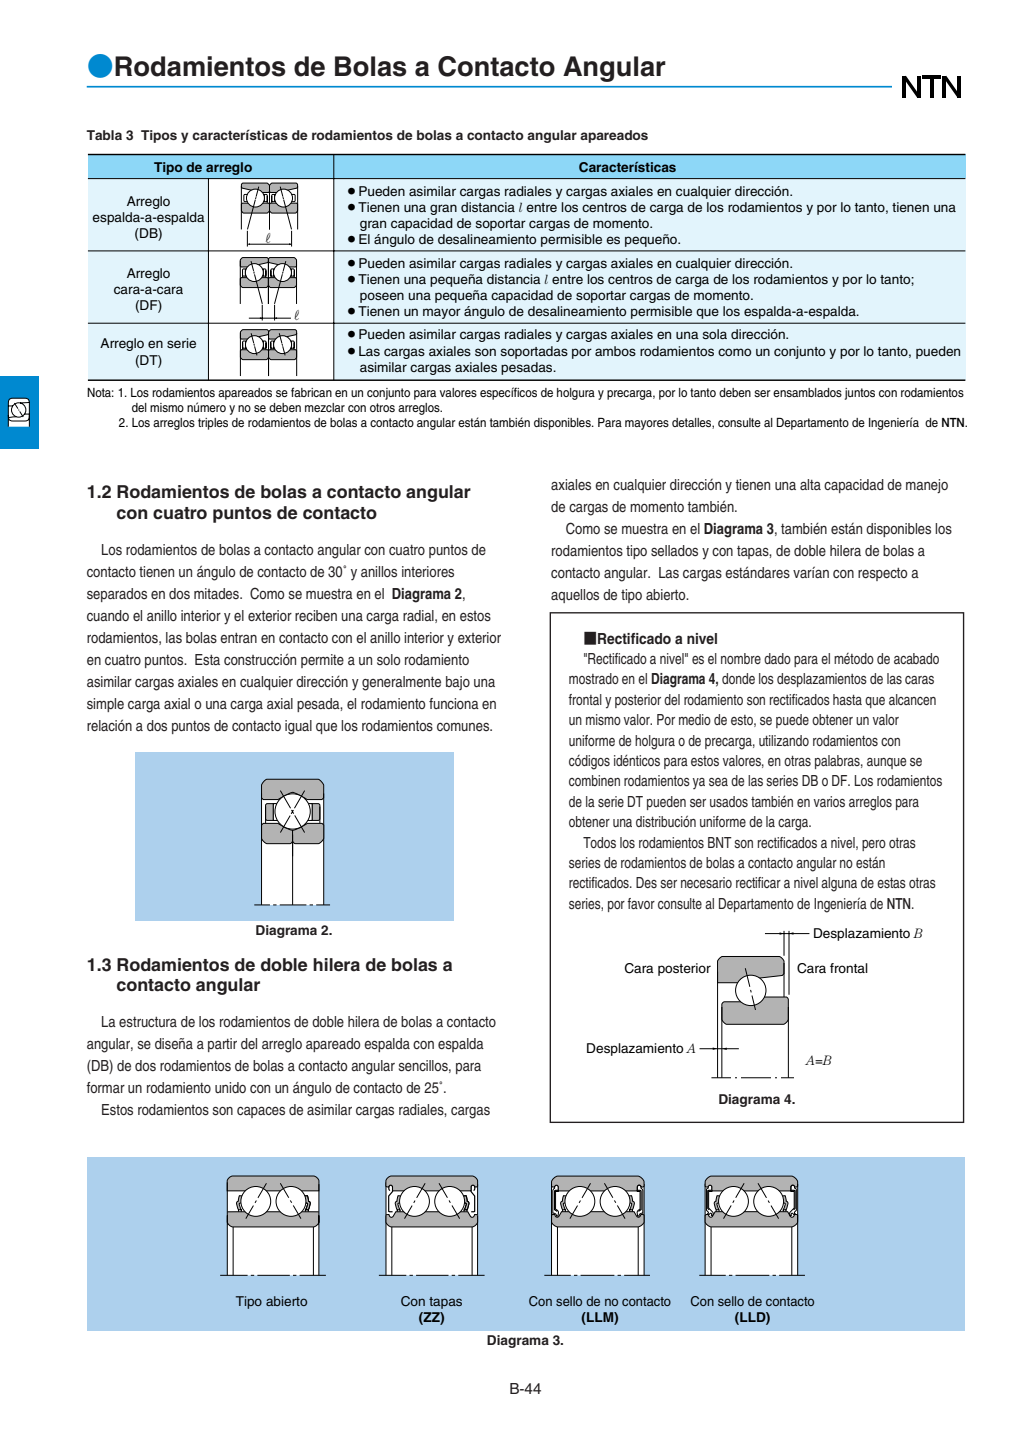 ●Rodamientos de Bolas a Contacto Angular
NTN
Tabla 3 Tipos y características de rodamientos de bolas a contacto angular apareados
Tipo de arreglo
Características
Arreglo
espalda-a-espalda
(DB)
ℓ
● Pueden asimilar cargas radiales y cargas axiales en cualquier dirección.
● Tienen una gran distancia l entre los centros de carga de los rodamientos y por lo tanto, tienen una
gran capacidad de soportar cargas de momento.
● El ángulo de desalineamiento permisible es pequeño.
Arreglo
cara-a-cara
(DF)
ℓ
● Pueden asimilar cargas radiales y cargas axiales en cualquier dirección.
● Tienen una pequeña distancia l entre los centros de carga de los rodamientos y por lo tanto;
poseen una pequeña capacidad de soportar cargas de momento.
● Tienen un mayor ángulo de desalineamiento permisible que los espalda-a-espalda.
Arreglo en serie
(DT)
● Pueden asimilar cargas radiales y cargas axiales en una sola dirección.
● Las cargas axiales son soportadas por ambos rodamientos como un conjunto y por lo tanto, pueden
asimilar cargas axiales pesadas.
Nota: 1. Los rodamientos apareados se fabrican en un conjunto para valores específicos de holgura y precarga, por lo tanto deben ser ensamblados juntos con rodamientos
del mismo número y no se deben mezclar con otros arreglos.
2. Los arreglos triples de rodamientos de bolas a contacto angular están también disponibles. Para mayores detalles, consulte al Departamento de Ingeniería de NTN.
1.2 Rodamientos de bolas a contacto angular
con cuatro puntos de contacto
Los rodamientos de bolas a contacto angular con cuatro puntos de
contacto tienen un ángulo de contacto de 30˚ y anillos interiores
separados en dos mitades. Como se muestra en el Diagrama 2,
cuando el anillo interior y el exterior reciben una carga radial, en estos
rodamientos, las bolas entran en contacto con el anillo interior y exterior
en cuatro puntos. Esta construcción permite a un solo rodamiento
asimilar cargas axiales en cualquier dirección y generalmente bajo una
simple carga axial o una carga axial pesada, el rodamiento funciona en
relación a dos puntos de contacto igual que los rodamientos comunes.
Diagrama 2.
1.3 Rodamientos de doble hilera de bolas a
contacto angular
La estructura de los rodamientos de doble hilera de bolas a contacto
angular, se diseña a partir del arreglo apareado espalda con espalda
(DB) de dos rodamientos de bolas a contacto angular sencillos, para
formar un rodamiento unido con un ángulo de contacto de 25˚.
Estos rodamientos son capaces de asimilar cargas radiales, cargas
axiales en cualquier dirección y tienen una alta capacidad de manejo
de cargas de momento también.
Como se muestra en el Diagrama 3, también están disponibles los
rodamientos tipo sellados y con tapas, de doble hilera de bolas a
contacto angular. Las cargas estándares varían con respecto a
aquellos de tipo abierto.
■Rectificado a nivel
"Rectificado a nivel" es el nombre dado para el método de acabado
mostrado en el Diagrama 4, donde los desplazamientos de las caras
frontal y posterior del rodamiento son rectificados hasta que alcancen
un mismo valor. Por medio de esto, se puede obtener un valor
uniforme de holgura o de precarga, utilizando rodamientos con
códigos idénticos para estos valores, en otras palabras, aunque se
combinen rodamientos ya sea de las series DB o DF. Los rodamientos
de la serie DT pueden ser usados también en varios arreglos para
obtener una distribución uniforme de la carga.
Todos los rodamientos BNT son rectificados a nivel, pero otras
series de rodamientos de bolas a contacto angular no están
rectificados. Des ser necesario rectificar a nivel alguna de estas otras
series, por favor consulte al Departamento de Ingeniería de NTN.
Desplazamiento B
Cara posterior
Cara frontal
Desplazamiento A
A=B
Diagrama 4.
Tipo abierto
Con tapas
(ZZ)
Con sello de no contacto
(LLM)
Con sello de contacto
(LLD)
Diagrama 3.
B-44